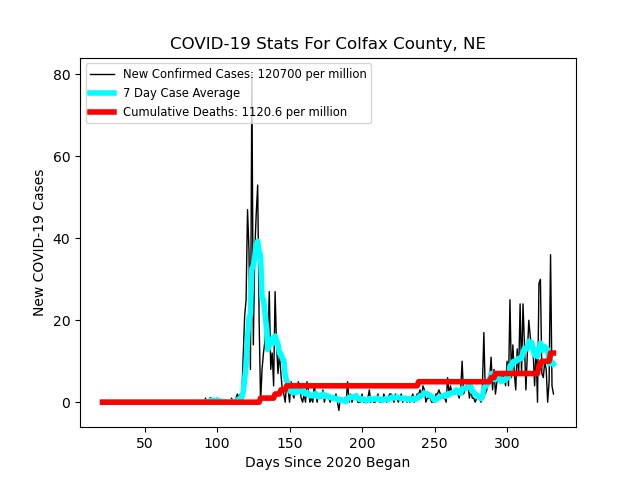 COVID-19 Stats For Colfax County, NE
New Confirmed Cases: 120700 per million
7 Day Case Average
Cumulative Deaths: 1120.6 per million
New COVID-19 Cases
80
60
40
20
0
50 100 150 200 250 300
Days Since 2020 Began